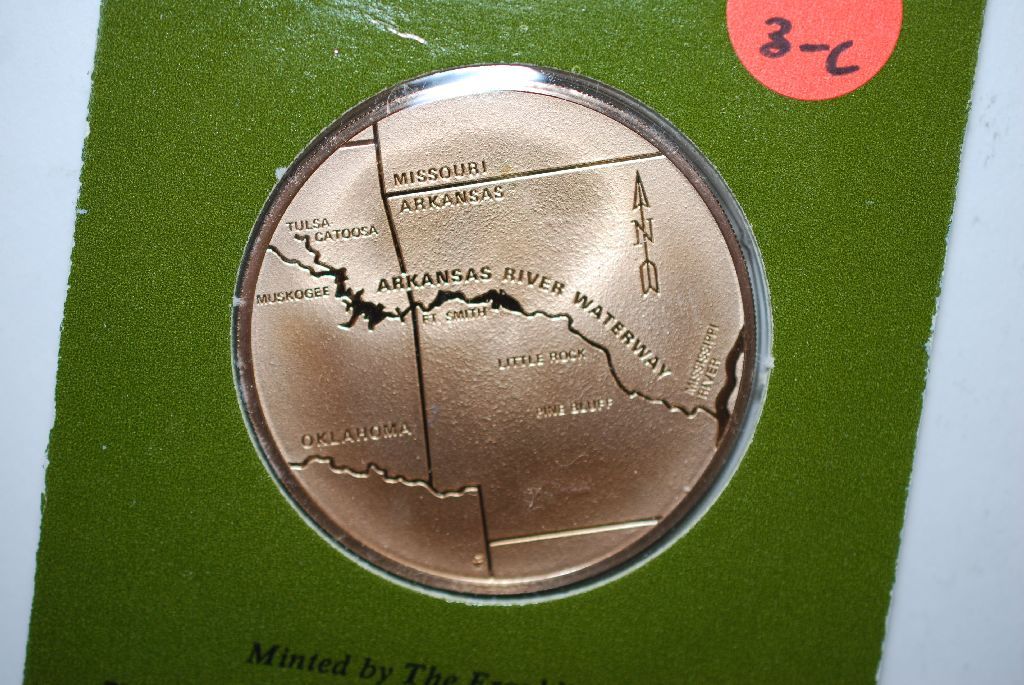 3-C
MISSOURI
ARKANSAS
TULSA
CATOOSA
N
MUSKOGEE
ARKANSAS RIVER WATERWAY
FT. SMITH
MISSISSIPPI
RIVER
LITTLE ROCK
PINE BLUFF
OKLAHOMA
Minted by The